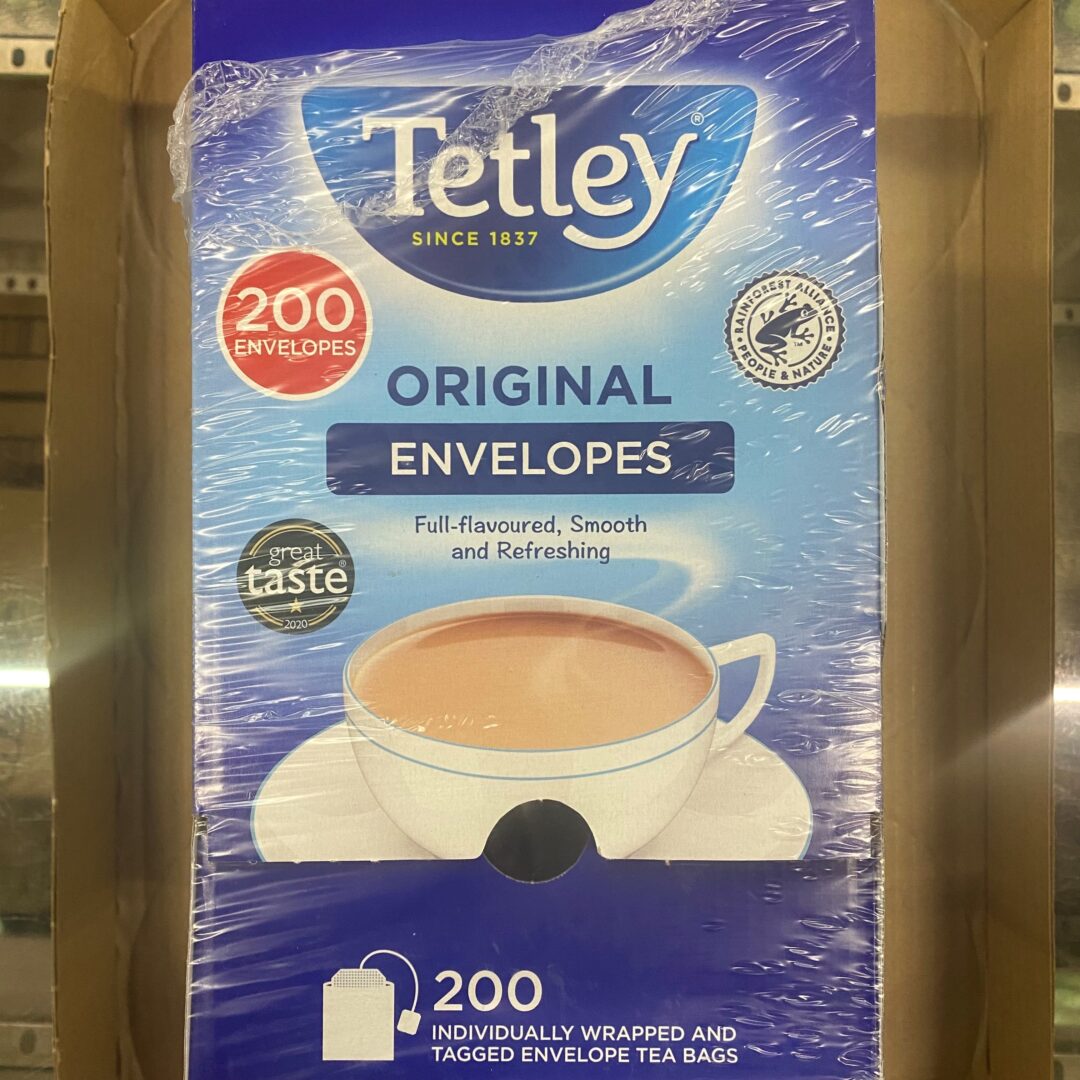 Tetley®
SINCE 1837
200
ENVELOPES
RAINFOREST ALLIANCE
PEOPLE & NATURE
TM
ORIGINAL
ENVELOPES
Full-flavoured, Smooth
and Refreshing
great
taste®
2020
200
INDIVIDUALLY WRAPPED AND
TAGGED ENVELOPE TEA BAGS